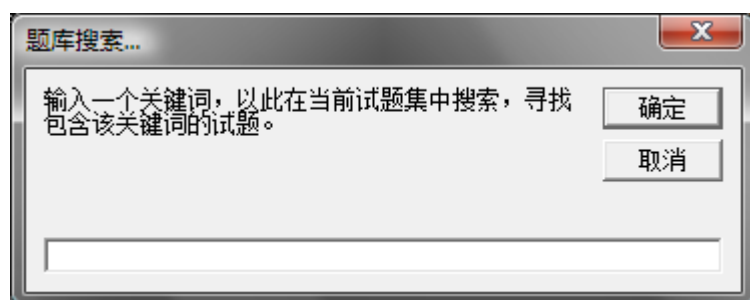 题库搜索...
输入一个关键词，以此在当前试题集中搜索，寻找
包含该关键词的试题。
确定
取消